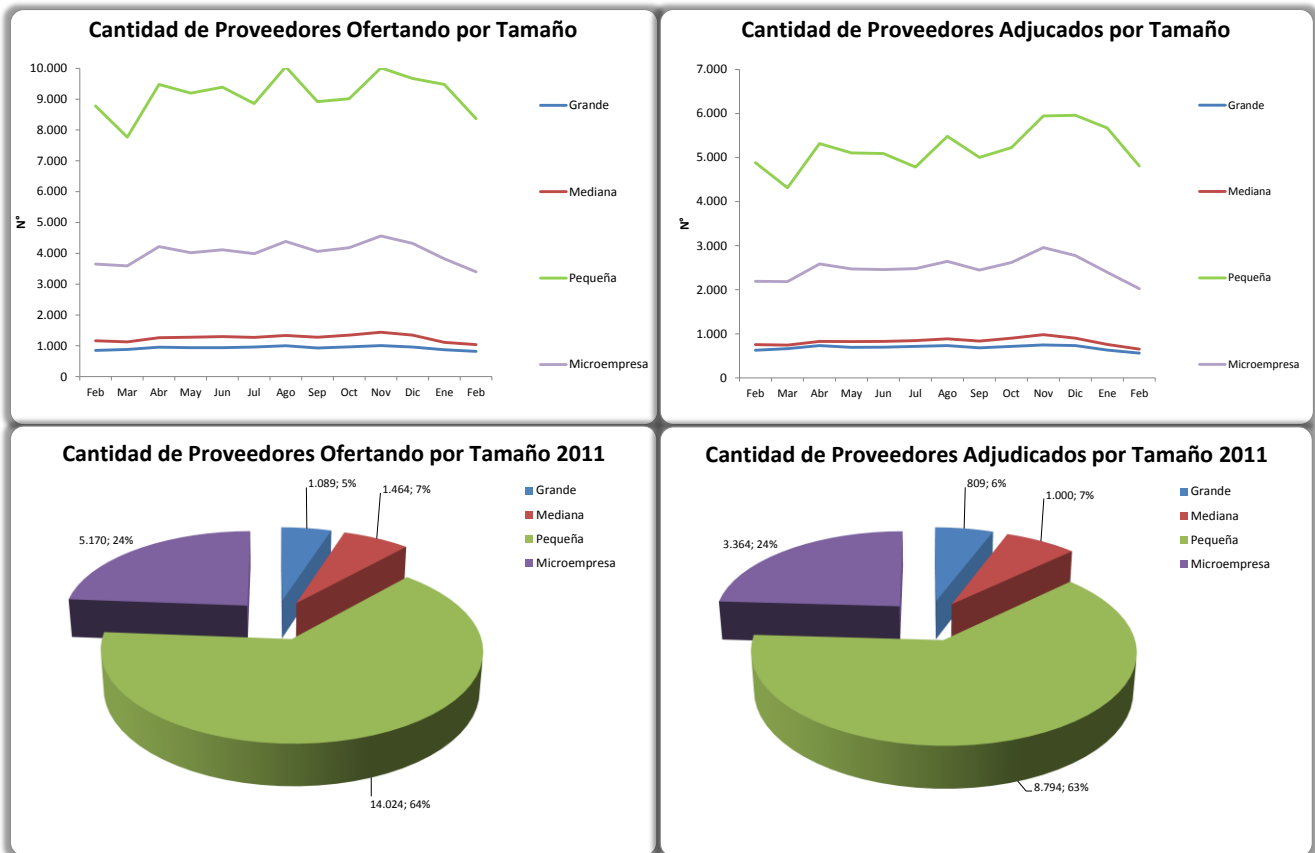 Cantidad de Proveedores Ofertando por Tamaño
10.000
9.000
8.000
7.000
6.000
5.000
4.000
3.000
2.000
1.000
0
N°
Feb Mar Abr May Jun Jul Ago Sep Oct Nov Dic Ene Feb
Grande
Mediana
Pequeña
Microempresa
Cantidad de Proveedores Adjucados por Tamaño
7.000
6.000
5.000
4.000
3.000
2.000
1.000
0
N°
Feb Mar Abr May Jun Jul Ago Sep Oct Nov Dic Ene Feb
Grande
Mediana
Pequeña
Microempresa
Cantidad de Proveedores Ofertando por Tamaño 2011
1.089; 5%
1.464; 7%
5.170; 24%
14.024; 64%
Grande
Mediana
Pequeña
Microempresa
Cantidad de Proveedores Adjudicados por Tamaño 2011
809; 6%
1.000; 7%
3.364; 24%
8.794; 63%
Grande
Mediana
Pequeña
Microempresa